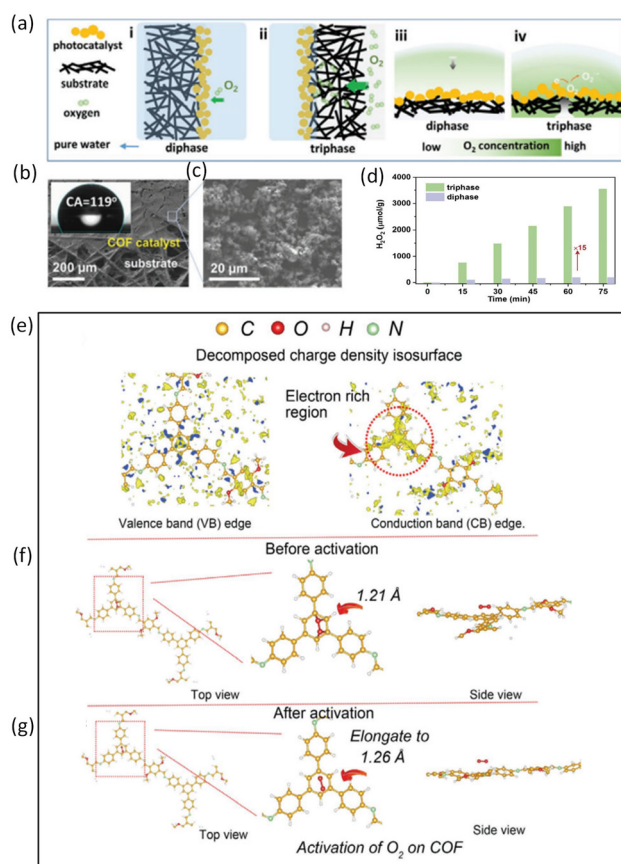 (a)
photocatalyst
substrate
oxygen
pure water
i
O₂
diphase
ii
O₂
triphase
iii
diphase
iv
triphase
low O₂ concentration high
(b)
CA=119°
COF catalyst
substrate
200 μm
(c)
20 μm
(d)
H₂O₂ (μmol/g)
4000
3000
2000
1000
0
triphase
diphase
×15
0 15 30 45 60 75
Time (min)
(e)
C O H N
Decomposed charge density isosurface
Electron rich
region
Valence band (VB) edge
Conduction band (CB) edge.
(f)
Before activation
1.21 Å
Top view
Side view
(g)
After activation
Elongate to
1.26 Å
Top view
Side view
Activation of O₂ on COF